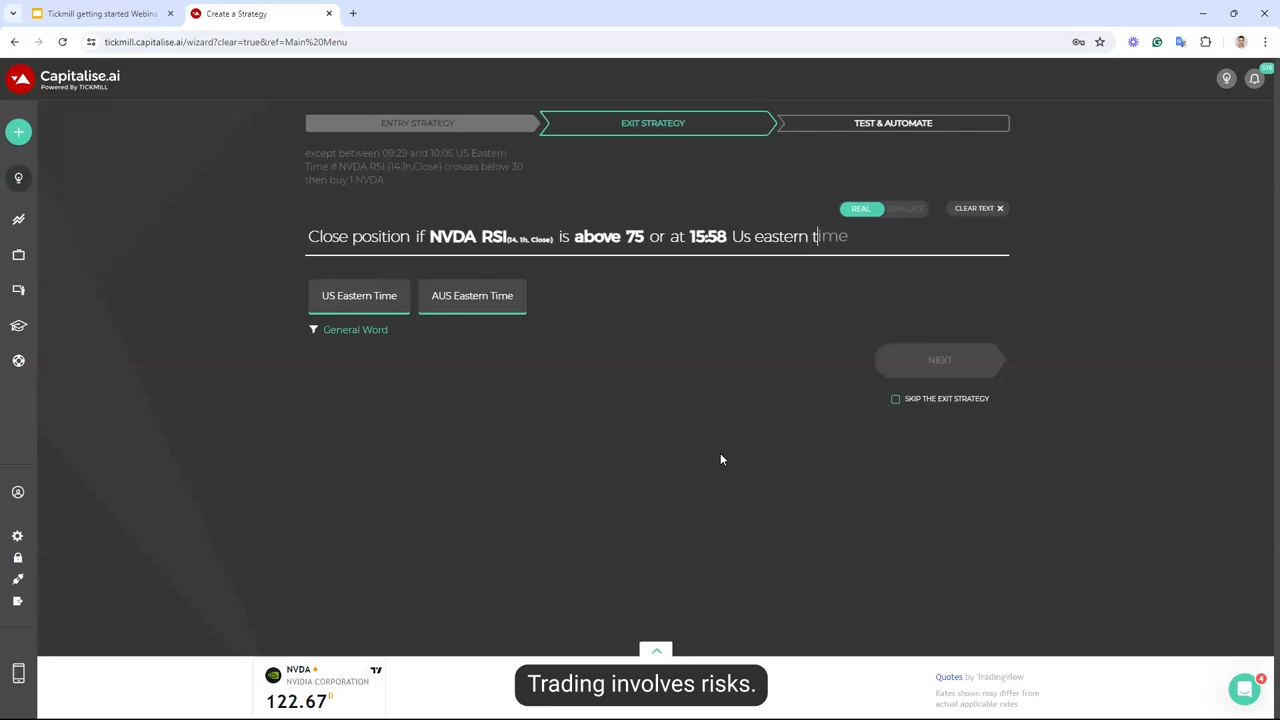 Tickmill getting started Webina
Create a Strategy
tickmill.capitalise.ai/wizard?clear=true&ref=Main%20Menu
Capitalise.ai
Powered By TICKMILL
ENTRY STRATEGY
EXIT STRATEGY
TEST & AUTOMATE
except between 09:29 and 10:05 US Eastern
Time if NVDA RSI (14,1h,Close) crosses below 30
then buy 1 NVDA
REAL
SIMULATE
CLEAR TEXT ×
Close position if NVDA RSI(14, 1h, Close) is above 75 or at 15:58 Us eastern time
US Eastern Time
AUS Eastern Time
General Word
NEXT
SKIP THE EXIT STRATEGY
NVDA
NVIDIA CORPORATION
122.67 D
Trading involves risks.
Quotes by TradingView
Rates shown may differ from
actual applicable rates
4